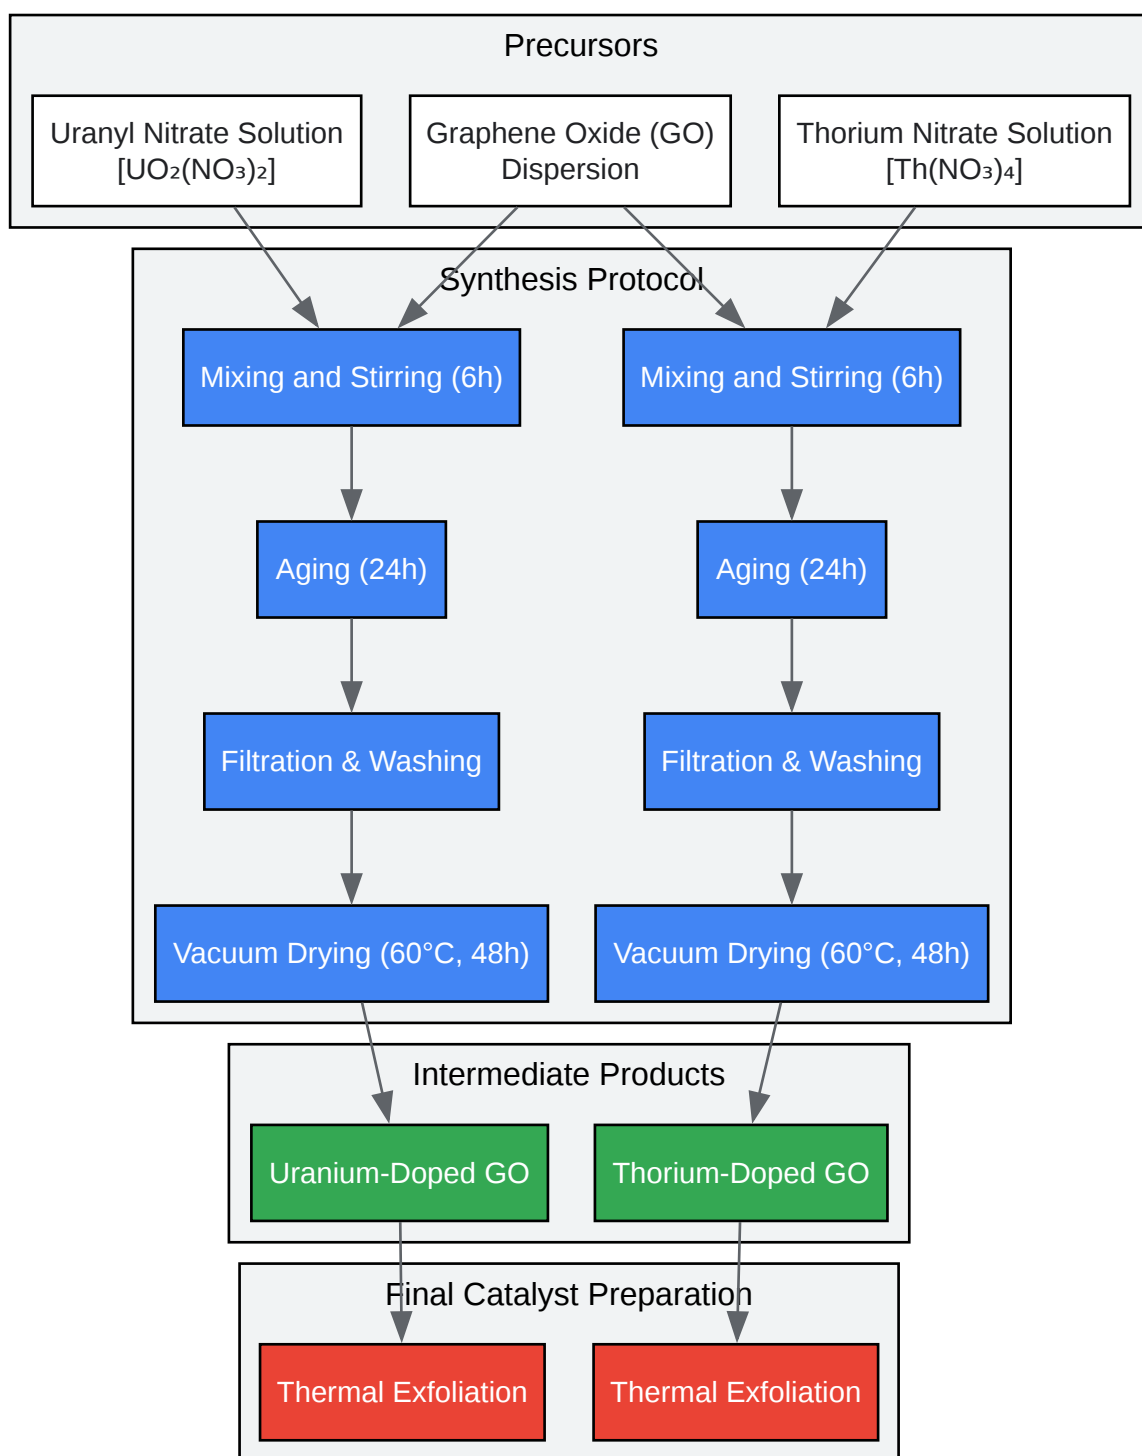 Precursors
Uranyl Nitrate Solution
[UO₂(NO₃)₂]
Graphene Oxide (GO)
Dispersion
Thorium Nitrate Solution
[Th(NO₃)₄]
Synthesis Protocol
Mixing and Stirring (6h)
Mixing and Stirring (6h)
Aging (24h)
Aging (24h)
Filtration & Washing
Filtration & Washing
Vacuum Drying (60°C, 48h)
Vacuum Drying (60°C, 48h)
Intermediate Products
Uranium-Doped GO
Thorium-Doped GO
Final Catalyst Preparation
Thermal Exfoliation
Thermal Exfoliation